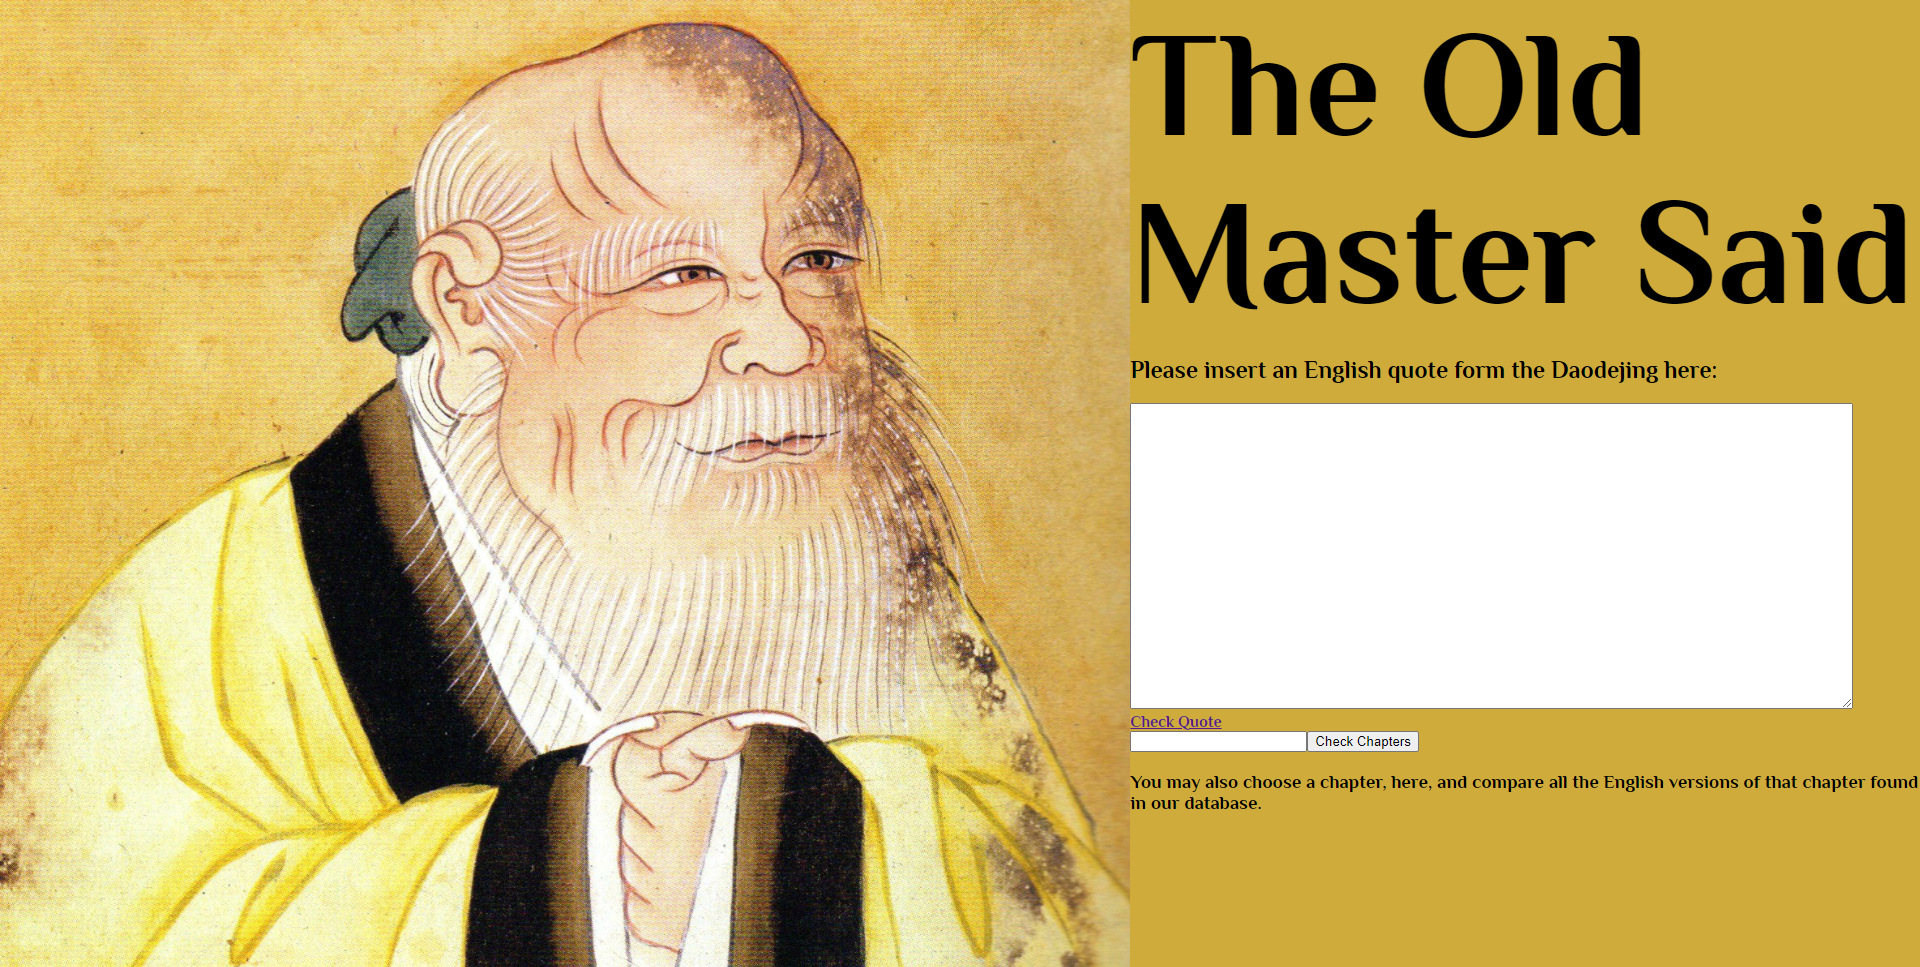 The Old
Master Said
Please insert an English quote form the Daodejing here:
Check Quote
Check Chapters
You may also choose a chapter, here, and compare all the English versions of that chapter found
in our database.